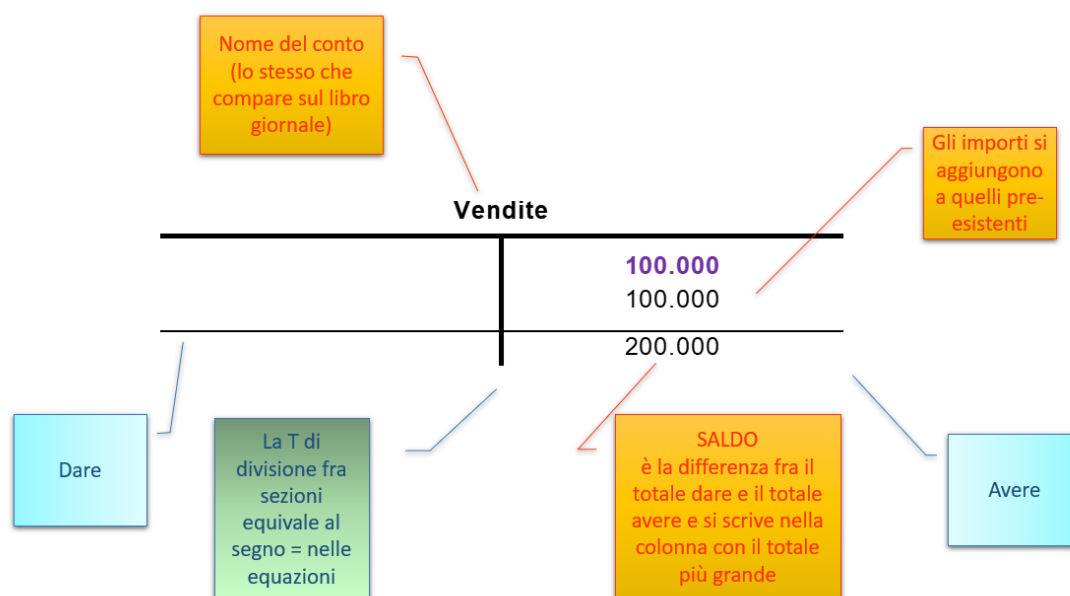 Nome del conto
(lo stesso che
compare sul libro
giornale)
Gli importi si
aggiungono
a quelli pre-
esistenti
Vendite
100.000
100.000
200.000
Dare
La T di
divisione fra
sezioni
equivale al
segno = nelle
equazioni
SALDO
è la differenza fra il
totale dare e il totale
avere e si scrive nella
colonna con il totale
più grande
Avere